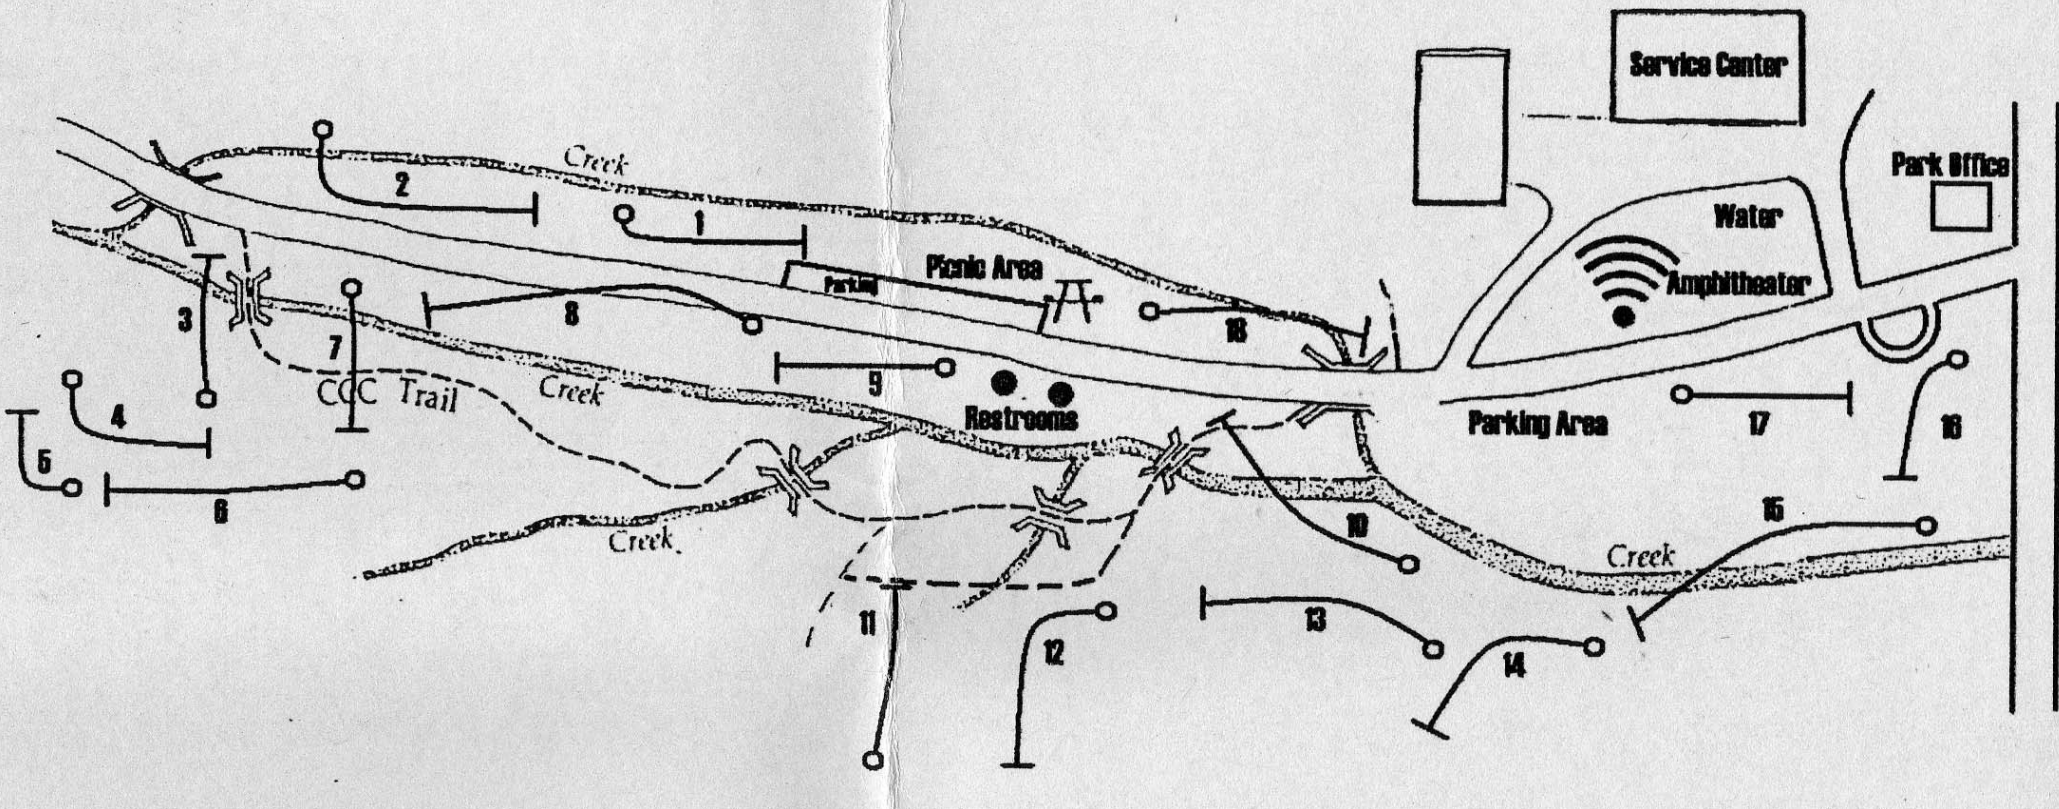 Service Center
Park Office
Water
Amphitheater
Creek
2
1
Picnic Area
Parking
3
8
18
7
CCC Trail
Creek
9
Restrooms
Parking Area
17
16
4
5
6
10
15
Creek
Creek
11
12
13
14